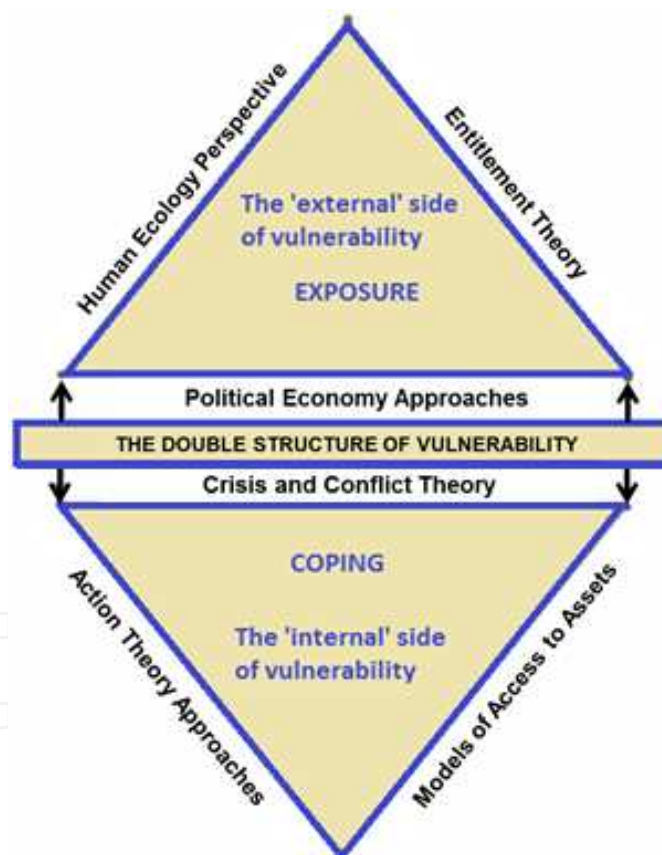 Human Ecology Perspective
Entitlement Theory
The 'external' side
of vulnerability
EXPOSURE
Political Economy Approaches
THE DOUBLE STRUCTURE OF VULNERABILITY
Crisis and Conflict Theory
COPING
The 'internal' side
of vulnerability
Action Theory Approaches
Models of Access to Assets